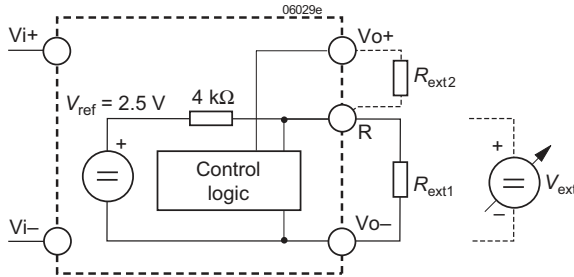 06029e
Vi+
Vo+
Rext2
Vref = 2.5 V
4 kΩ
R
+
Control
logic
Rext1
+
Vext
–
Vi–
Vo–